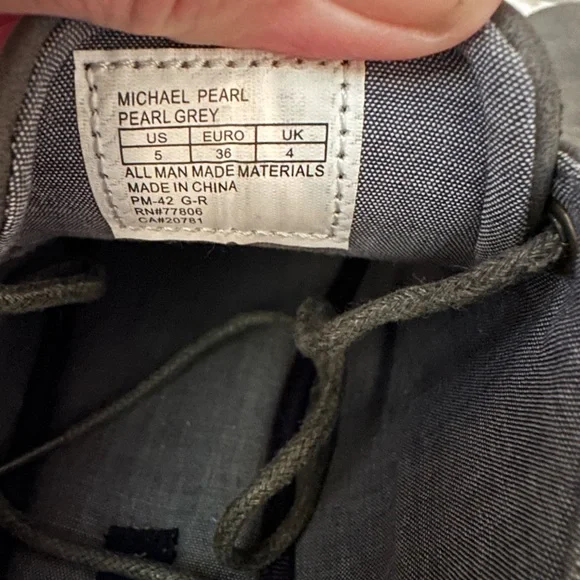 MICHAEL PEARL
PEARL GREY
US EURO UK
5 36 4
ALL MAN MADE MATERIALS
MADE IN CHINA
PM-42 G-R
RN#77806
CA#20781